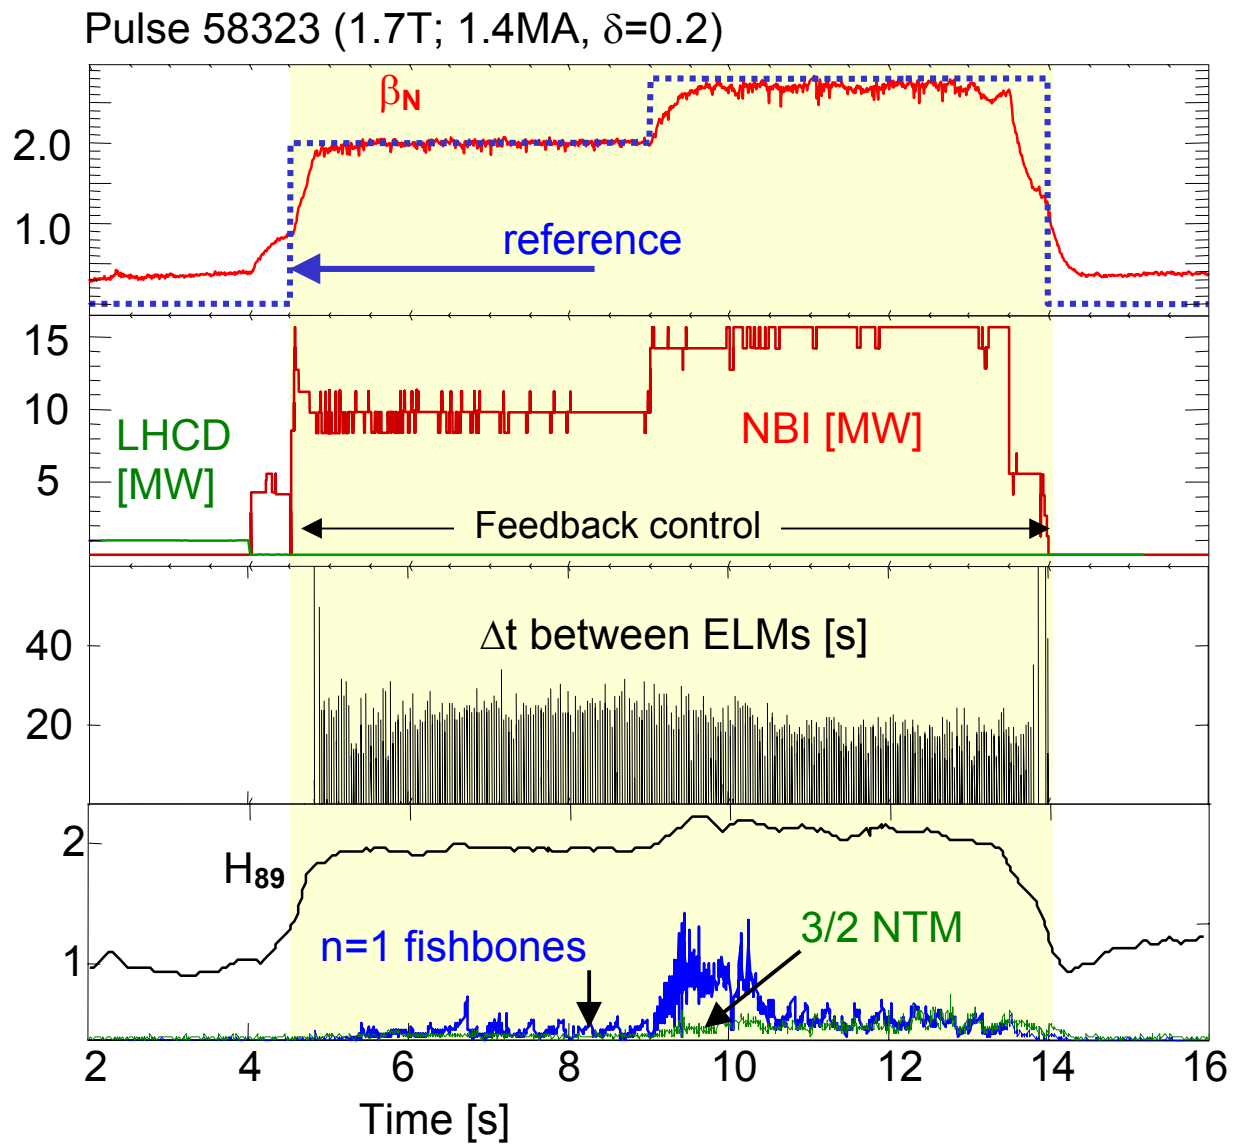 Pulse 58323 (1.7T; 1.4MA, δ=0.2)
βN
2.0
1.0
reference
15
10
5
LHCD
[MW]
NBI [MW]
Feedback control
Δt between ELMs [s]
40
20
2
1
H89
3/2 NTM
n=1 fishbones
2 4 6 8 10 12 14 16
Time [s]